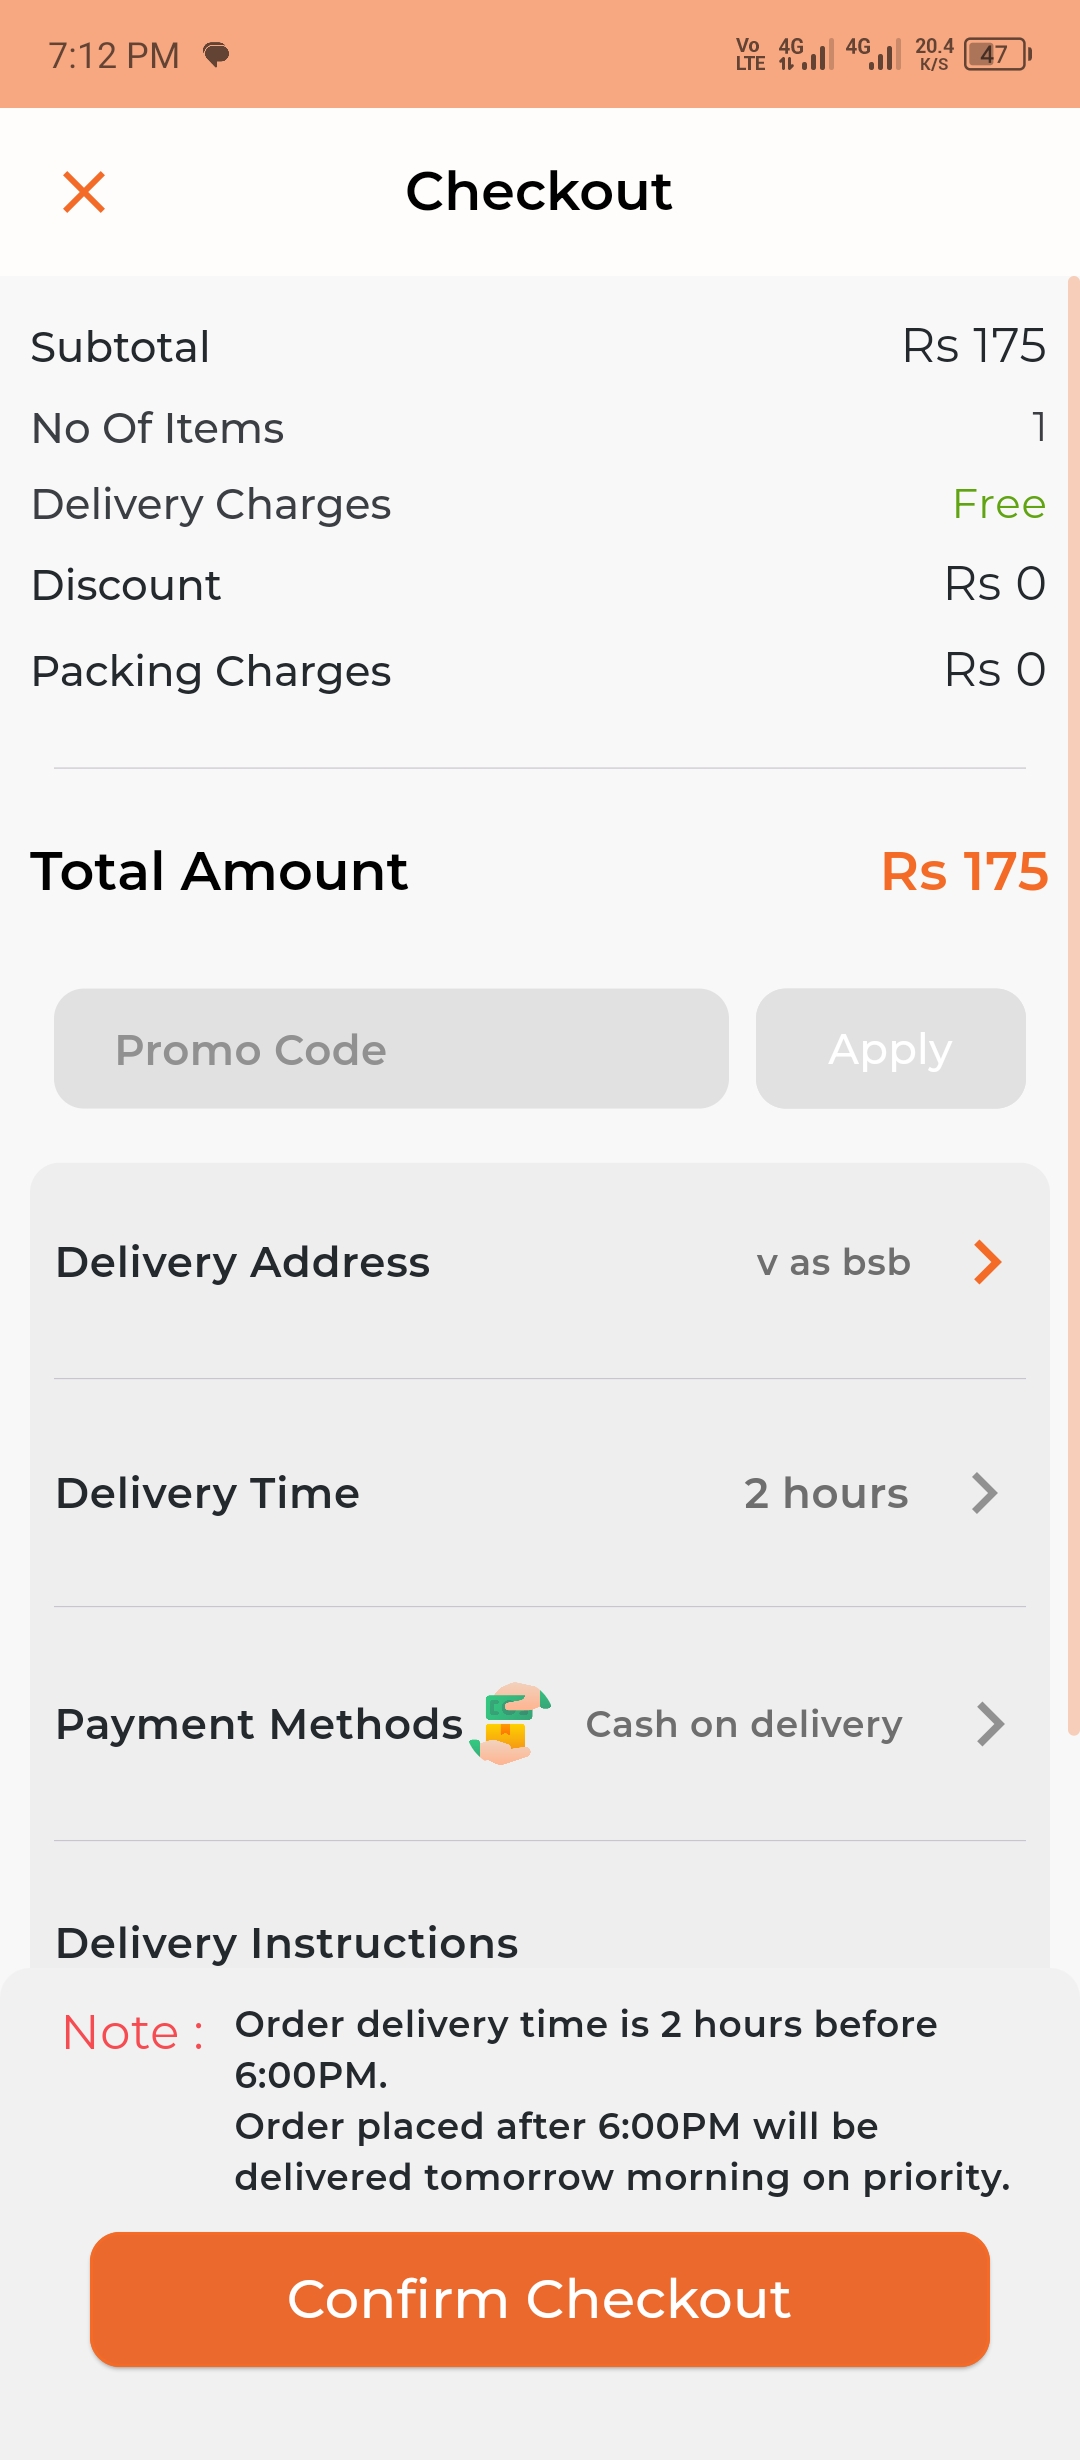 7:12 PM Vo LTE 4G 4G 20.4 K/S 47
Checkout
Subtotal Rs 175
No Of Items 1
Delivery Charges Free
Discount Rs 0
Packing Charges Rs 0
Total Amount Rs 175
Promo Code Apply
Delivery Address v as bsb
Delivery Time 2 hours
Payment Methods Cash on delivery
Delivery Instructions
Note : Order delivery time is 2 hours before
6:00PM.
Order placed after 6:00PM will be
delivered tomorrow morning on priority.
Confirm Checkout